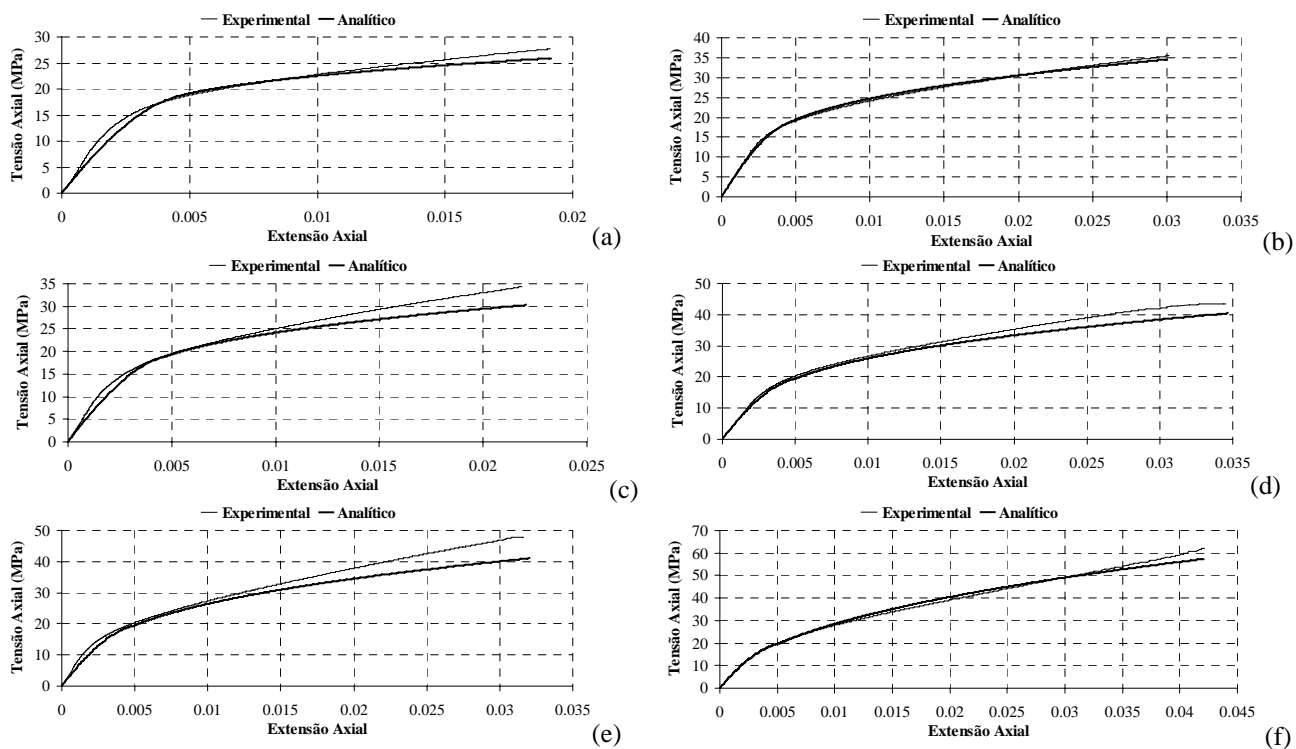 Experimental Analítico
Tensão Axial (MPa)
30
25
20
15
10
5
0
0 0.005 0.01 0.015 0.02
Extensão Axial
(a)
Experimental Analítico
Tensão Axial (MPa)
40
35
30
25
20
15
10
5
0
0 0.005 0.01 0.015 0.02 0.025 0.03 0.035
Extensão Axial
(b)
Experimental Analítico
Tensão Axial (MPa)
35
30
25
20
15
10
5
0
0 0.005 0.01 0.015 0.02 0.025
Extensão Axial
(c)
Experimental Analítico
Tensão Axial (MPa)
50
40
30
20
10
0
0 0.005 0.01 0.015 0.02 0.025 0.03 0.035
Extensão Axial
(d)
Experimental Analítico
Tensão Axial (MPa)
50
40
30
20
10
0
0 0.005 0.01 0.015 0.02 0.025 0.03 0.035
Extensão Axial
(e)
Experimental Analítico
Tensão Axial (MPa)
70
60
50
40
30
20
10
0
0 0.005 0.01 0.015 0.02 0.025 0.03 0.035 0.04 0.045
Extensão Axial
(f)